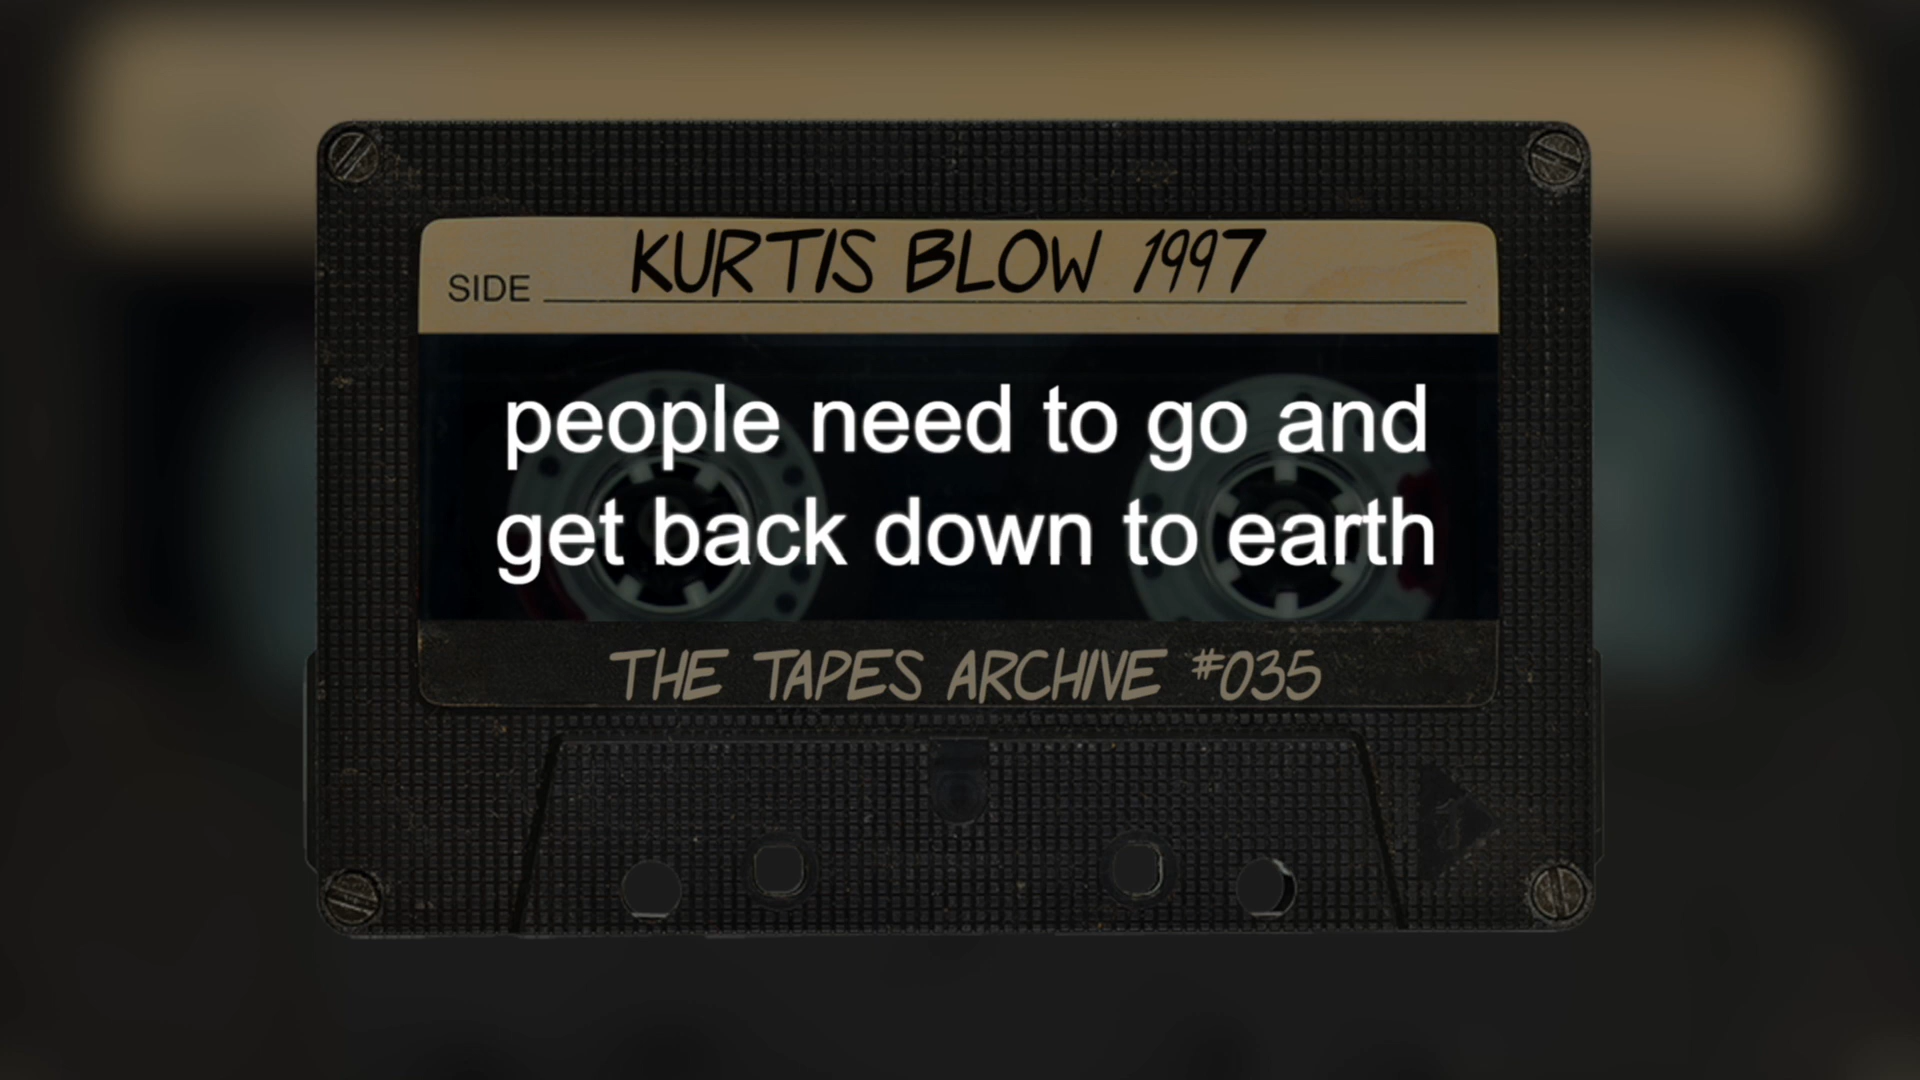 KURTIS BLOW 1997
SIDE
people need to go and
get back down to earth
THE TAPES ARCHIVE #035